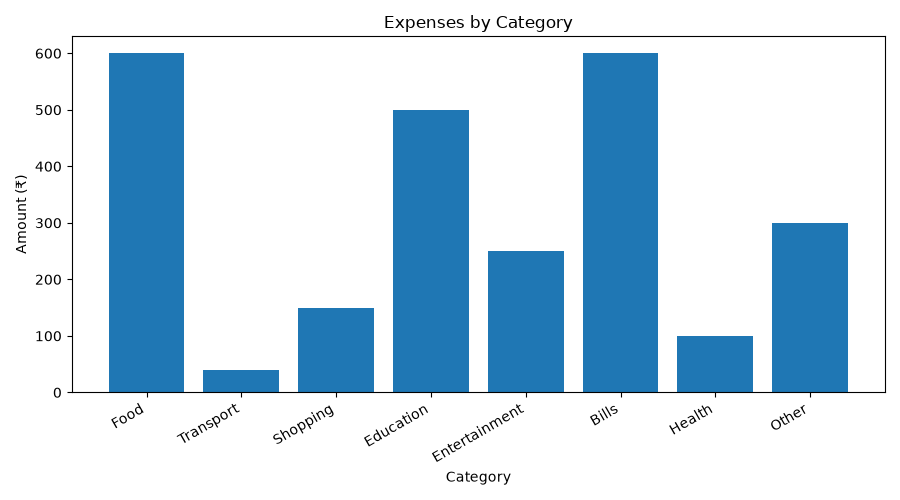 Expenses by Category
Amount (₹)
600
500
400
300
200
100
0
Food
Transport
Shopping
Education
Entertainment
Bills
Health
Other
Category